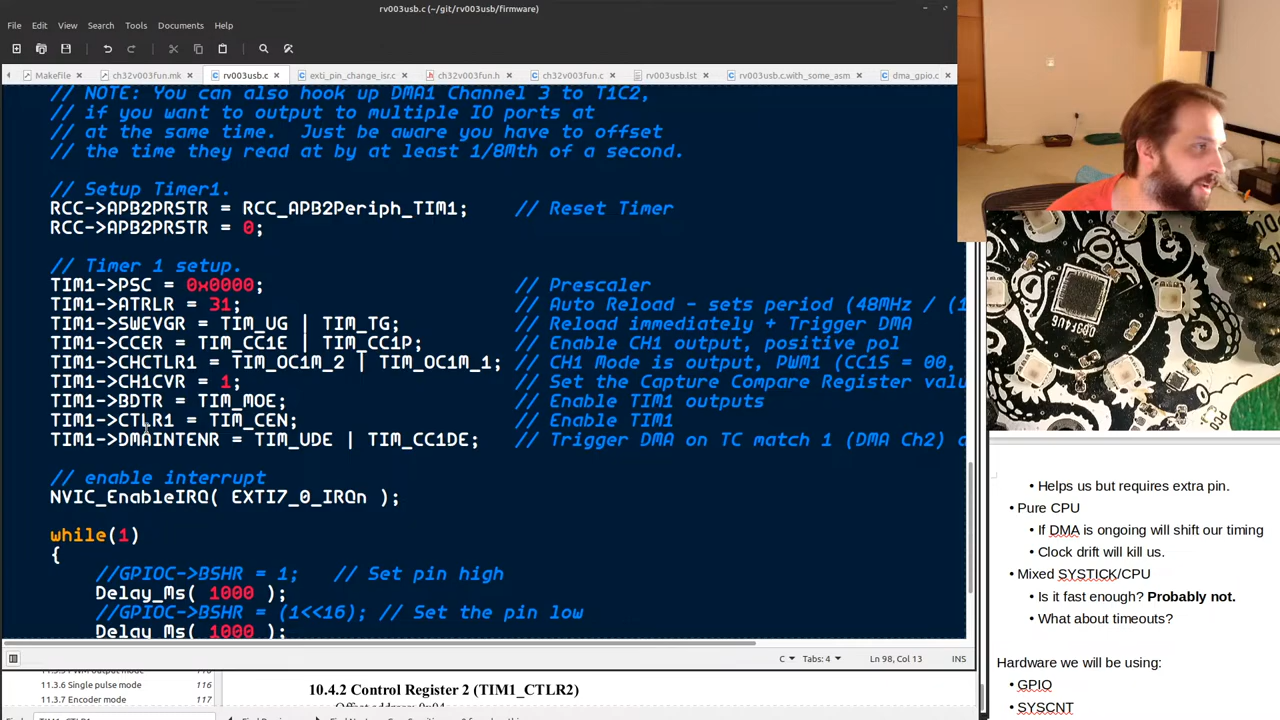 rv003usb.c (~/git/rv003usb/firmware)
File Edit View Search Tools Documents Help
Makefile × ch32v003fun.mk × rv003usb.c × exti_pin_change_isr.c × ch32v003fun.h × ch32v003fun.c × rv003usb.lst × rv003usb.c.with_some_asm × dma_gpio.c ×
// NOTE: You can also hook up DMA1 Channel 3 to T1C2,
// if you want to output to multiple IO ports at
// at the same time.  Just be aware you have to offset
// the time they read at by at least 1/8Mth of a second.
// Setup Timer1.
RCC->APB2PRSTR = RCC_APB2Periph_TIM1;    // Reset Timer
RCC->APB2PRSTR = 0;
// Timer 1 setup.
TIM1->PSC = 0x0000;                      // Prescaler
TIM1->ATRLR = 31;                        // Auto Reload - sets period (48MHz / (1
TIM1->SWEVGR = TIM_UG | TIM_TG;          // Reload immediately + Trigger DMA
TIM1->CCER = TIM_CC1E | TIM_CC1P;        // Enable CH1 output, positive pol
TIM1->CHCTLR1 = TIM_OC1M_2 | TIM_OC1M_1; // CH1 Mode is output, PWM1 (CC1S = 00,
TIM1->CH1CVR = 1;                        // Set the Capture Compare Register valu
TIM1->BDTR = TIM_MOE;                    // Enable TIM1 outputs
TIM1->CTLR1 = TIM_CEN;                   // Enable TIM1
TIM1->DMAINTENR = TIM_UDE | TIM_CC1DE;   // Trigger DMA on TC match 1 (DMA Ch2) a
// enable interrupt
NVIC_EnableIRQ( EXTI7_0_IRQn );
while(1)
{
//GPIOC->BSHR = 1;   // Set pin high
Delay_Ms( 1000 );
//GPIOC->BSHR = (1<<16); // Set the pin low
Delay_Ms( 1000 );
C Tabs: 4 Ln 98, Col 13 INS
11.3.6 Single pulse mode 116
11.3.7 Encoder mode 117
10.4.2 Control Register 2 (TIM1_CTLR2)
• Helps us but requires extra pin.
• Pure CPU
• If DMA is ongoing will shift our timing
• Clock drift will kill us.
• Mixed SYSTICK/CPU
• Is it fast enough? Probably not.
• What about timeouts?
Hardware we will be using:
• GPIO
• SYSCNT